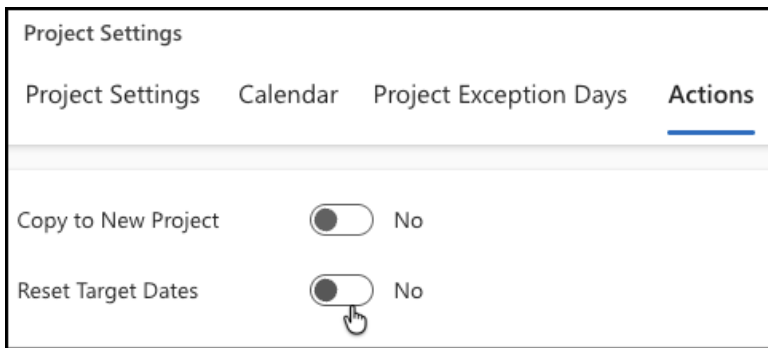 Project Settings
Project Settings Calendar Project Exception Days Actions
Copy to New Project No
Reset Target Dates No